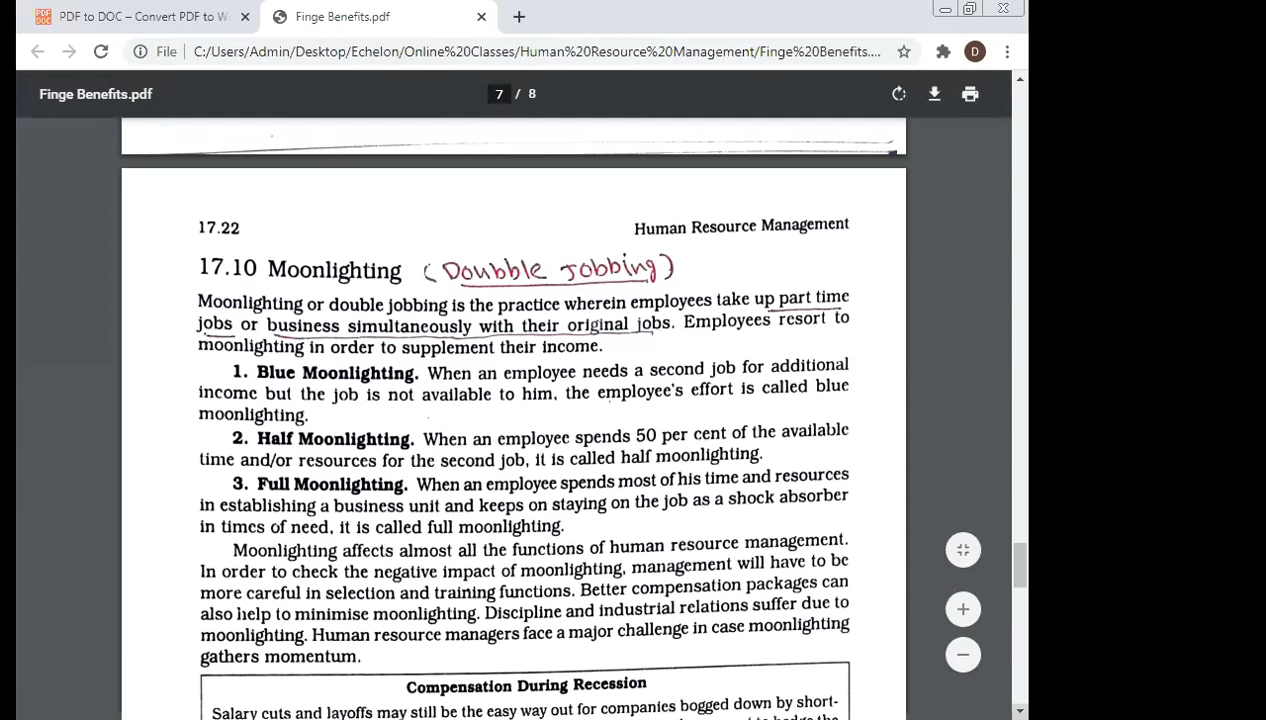 PDF to DOC – Convert PDF to W
Finge Benefits.pdf
File C:/Users/Admin/Desktop/Echelon/Online%20Classes/Human%20Resource%20Management/Finge%20Benefits....
D
Finge Benefits.pdf
7 / 8
17.22 Human Resource Management
17.10 Moonlighting (Doubble Jobbing)
Moonlighting or double jobbing is the practice wherein employees take up part time
jobs or business simultaneously with their original jobs. Employees resort to
moonlighting in order to supplement their income.
1. Blue Moonlighting. When an employee needs a second job for additional
income but the job is not available to him, the employee's effort is called blue
moonlighting.
2. Half Moonlighting. When an employee spends 50 per cent of the available
time and/or resources for the second job, it is called half moonlighting.
3. Full Moonlighting. When an employee spends most of his time and resources
in establishing a business unit and keeps on staying on the job as a shock absorber
in times of need, it is called full moonlighting.
Moonlighting affects almost all the functions of human resource management.
In order to check the negative impact of moonlighting, management will have to be
more careful in selection and training functions. Better compensation packages can
also help to minimise moonlighting. Discipline and industrial relations suffer due to
moonlighting. Human resource managers face a major challenge in case moonlighting
gathers momentum.
Compensation During Recession
Salary cuts and layoffs may still be the easy way out for companies bogged down by short-